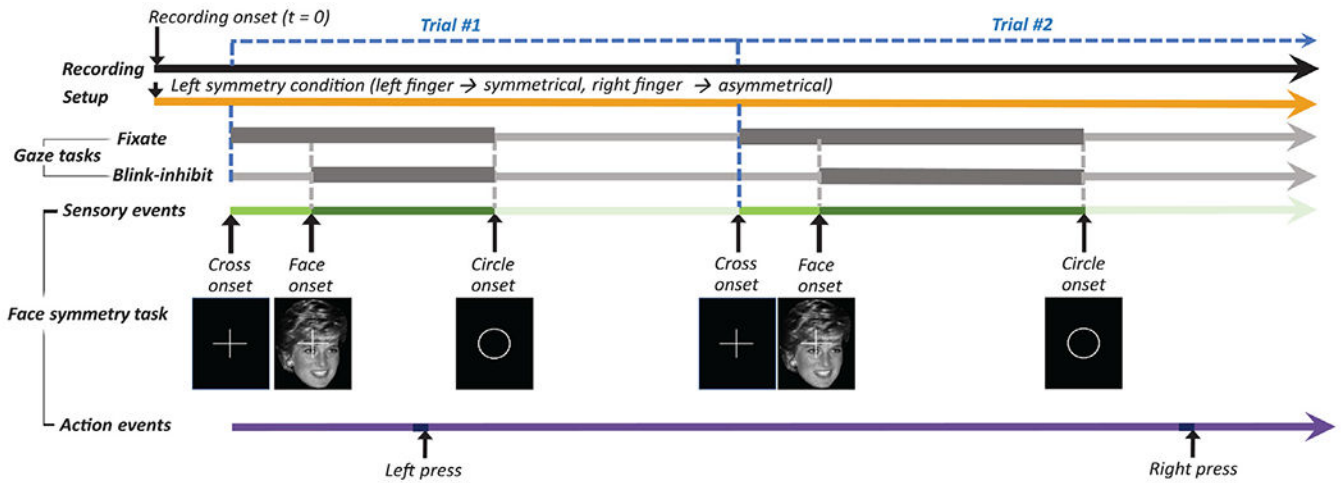 Recording onset (t = 0)
Trial #1
Trial #2
Recording
Left symmetry condition (left finger → symmetrical, right finger → asymmetrical)
Setup
Fixate
Gaze tasks
Blink-inhibit
Sensory events
Cross onset
Face onset
Circle onset
Cross onset
Face onset
Circle onset
Face symmetry task
Action events
Left press
Right press